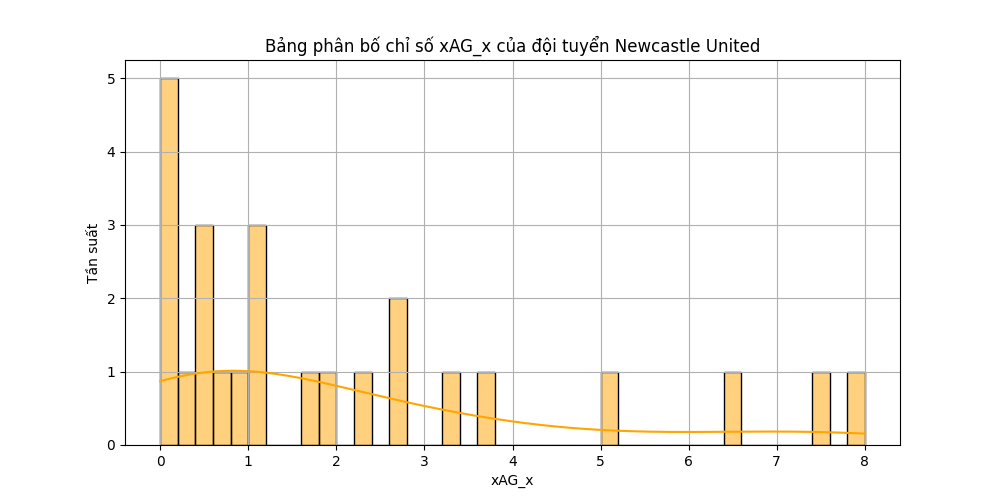 Bảng phân bố chỉ số xAG_x của đội tuyển Newcastle United
Tần suất
5
4
3
2
1
0
0 1 2 3 4 5 6 7 8
xAG_x